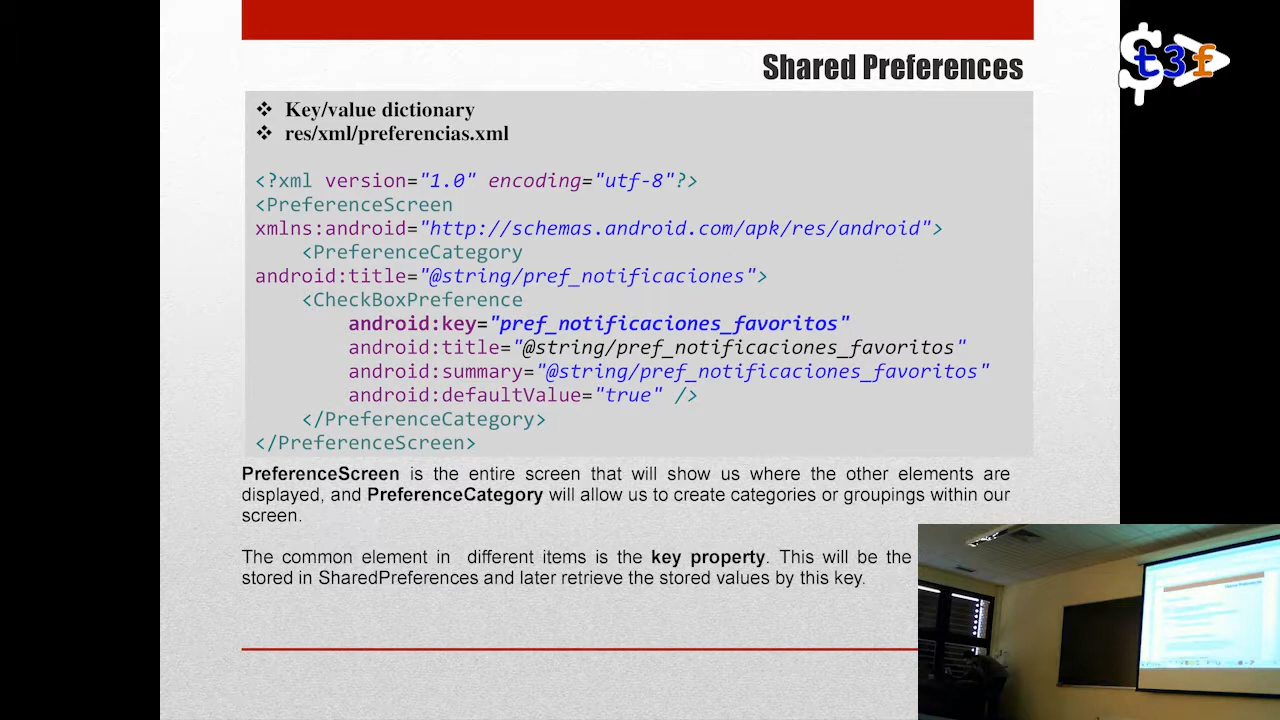 Shared Preferences
t3f
❖ Key/value dictionary
❖ res/xml/preferencias.xml
<?xml version="1.0" encoding="utf-8"?>
<PreferenceScreen
xmlns:android="http://schemas.android.com/apk/res/android">
<PreferenceCategory
android:title="@string/pref_notificaciones">
<CheckBoxPreference
android:key="pref_notificaciones_favoritos"
android:title="@string/pref_notificaciones_favoritos"
android:summary="@string/pref_notificaciones_favoritos"
android:defaultValue="true" />
</PreferenceCategory>
</PreferenceScreen>
PreferenceScreen is the entire screen that will show us where the other elements are
displayed, and PreferenceCategory will allow us to create categories or groupings within our
screen.
The common element in different items is the key property. This will be the
stored in SharedPreferences and later retrieve the stored values by this key.